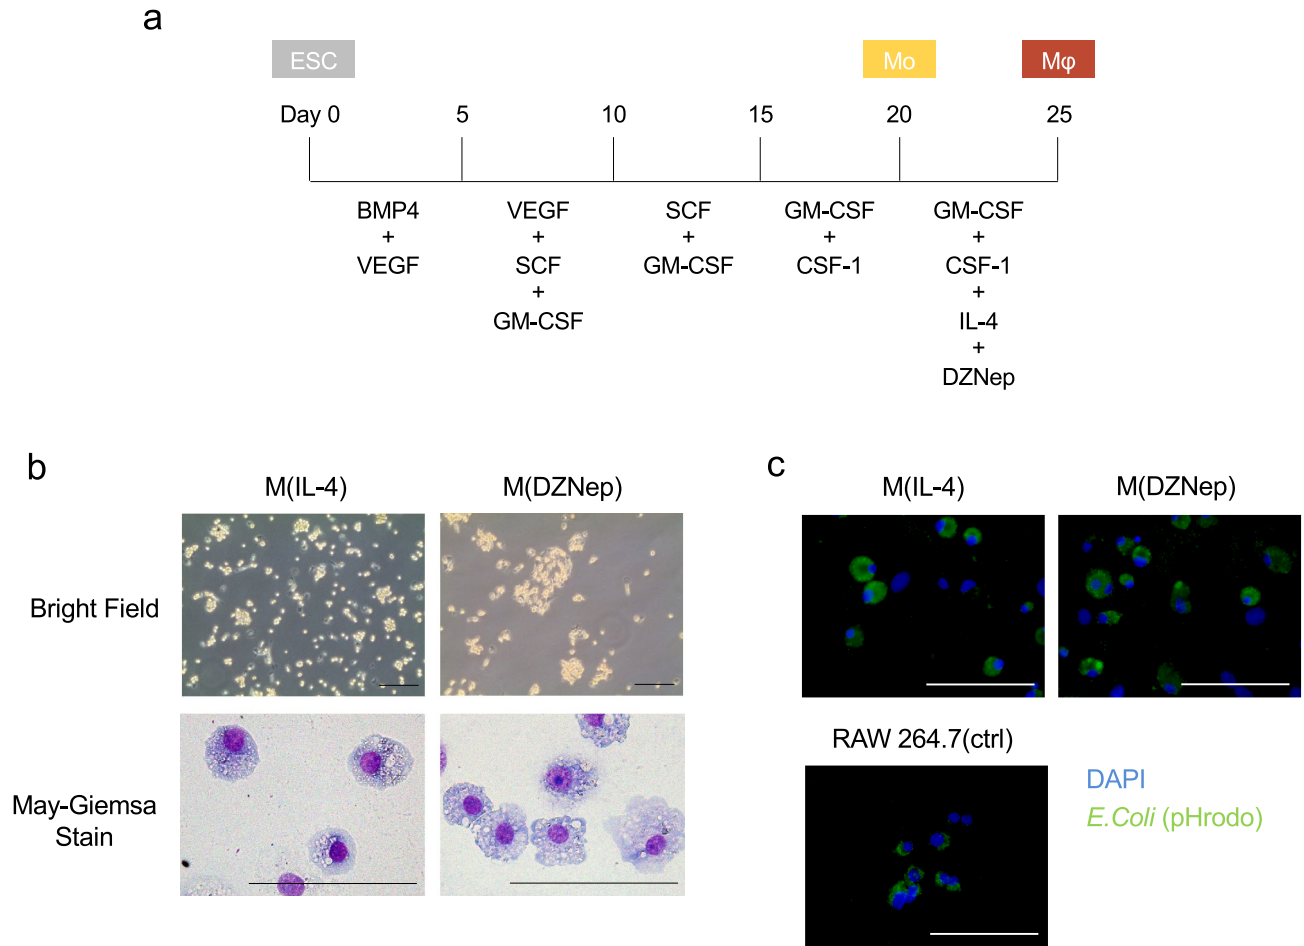 a
ESC
Mo
Mφ
Day 0
5
10
15
20
25
BMP4
+
VEGF
VEGF
+
SCF
+
GM-CSF
SCF
+
GM-CSF
GM-CSF
+
CSF-1
GM-CSF
+
CSF-1
+
IL-4
+
DZNep
b
M(IL-4)
M(DZNep)
Bright Field
May-Giemsa
Stain
c
M(IL-4)
M(DZNep)
RAW 264.7(ctrl)
DAPI
E.Coli (pHrodo)